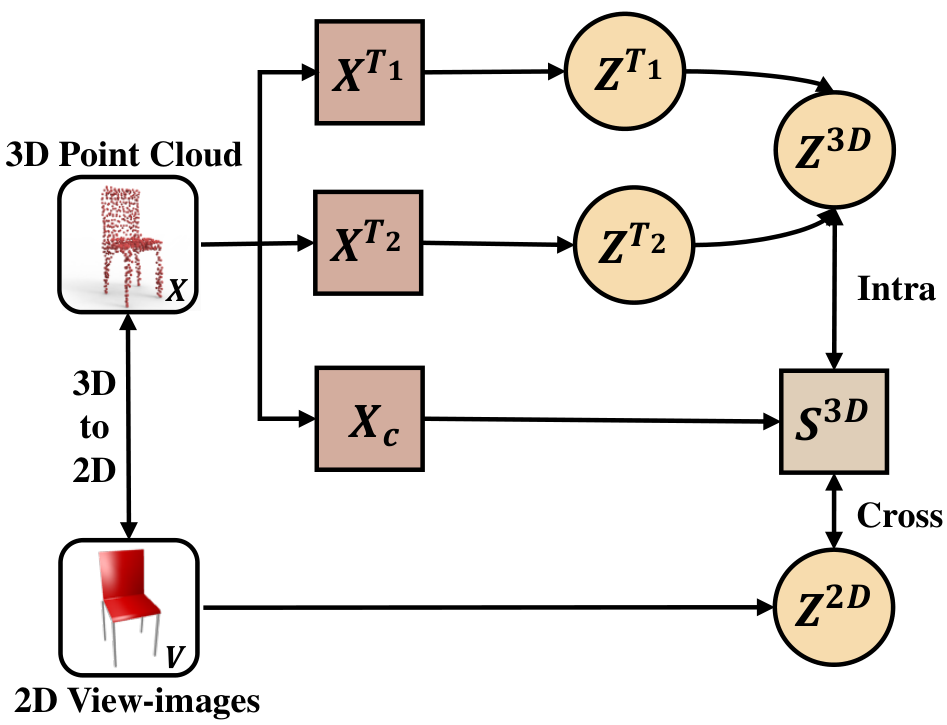 3D Point Cloud
X
3D
to
2D
V
2D View-images
X^{T_1}
X^{T_2}
X_c
Z^{T_1}
Z^{T_2}
Z^{3D}
Intra
S^{3D}
Cross
Z^{2D}